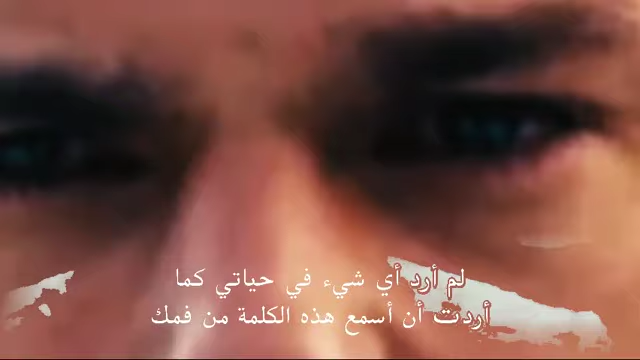 لم أرد أي شيء في حياتي كما
أردت أن أسمع هذه الكلمة من فمك